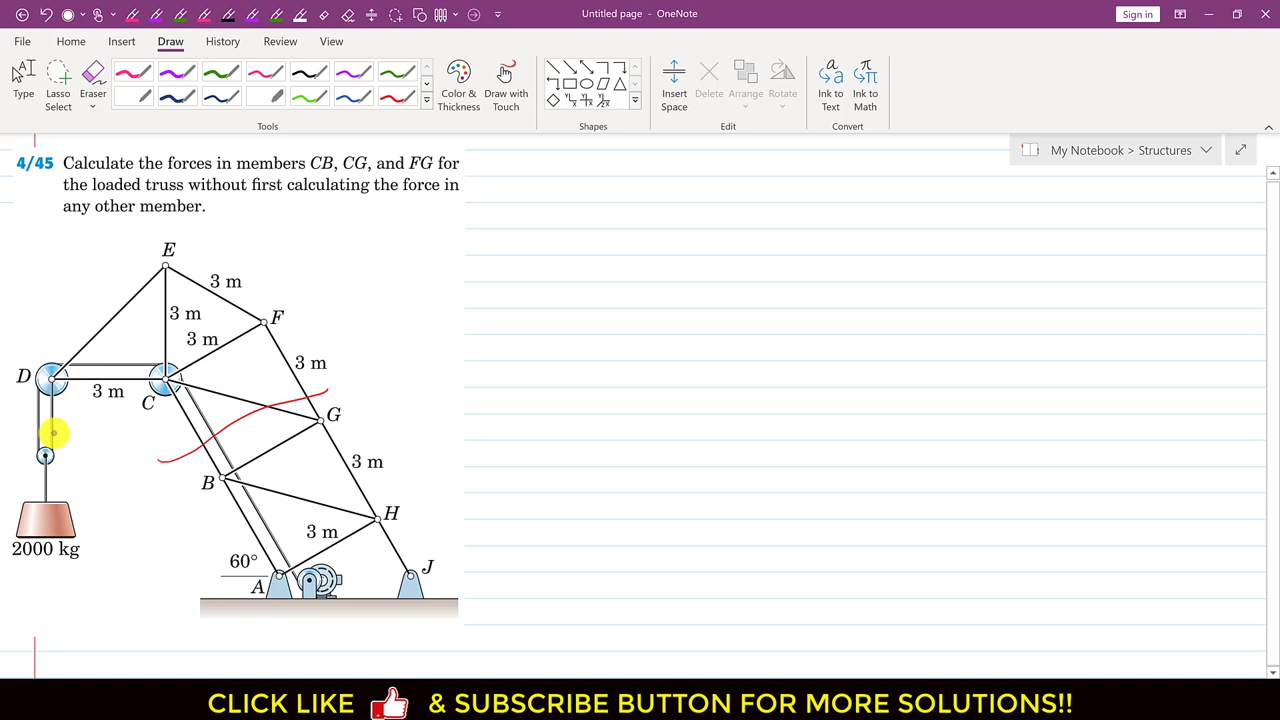 Untitled page - OneNote
Sign in
File Home Insert Draw History Review View
Type
Lasso Select
Eraser
Color & Thickness
Draw with Touch
Insert Space
Delete
Arrange
Rotate
Ink to Text
Ink to Math
Tools
Shapes
Edit
Convert
My Notebook > Structures
4/45 Calculate the forces in members CB, CG, and FG for
the loaded truss without first calculating the force in
any other member.
E
3 m
3 m
F
3 m
3 m
D
3 m
C
G
3 m
B
H
3 m
60°
J
A
2000 kg
CLICK LIKE & SUBSCRIBE BUTTON FOR MORE SOLUTIONS!!